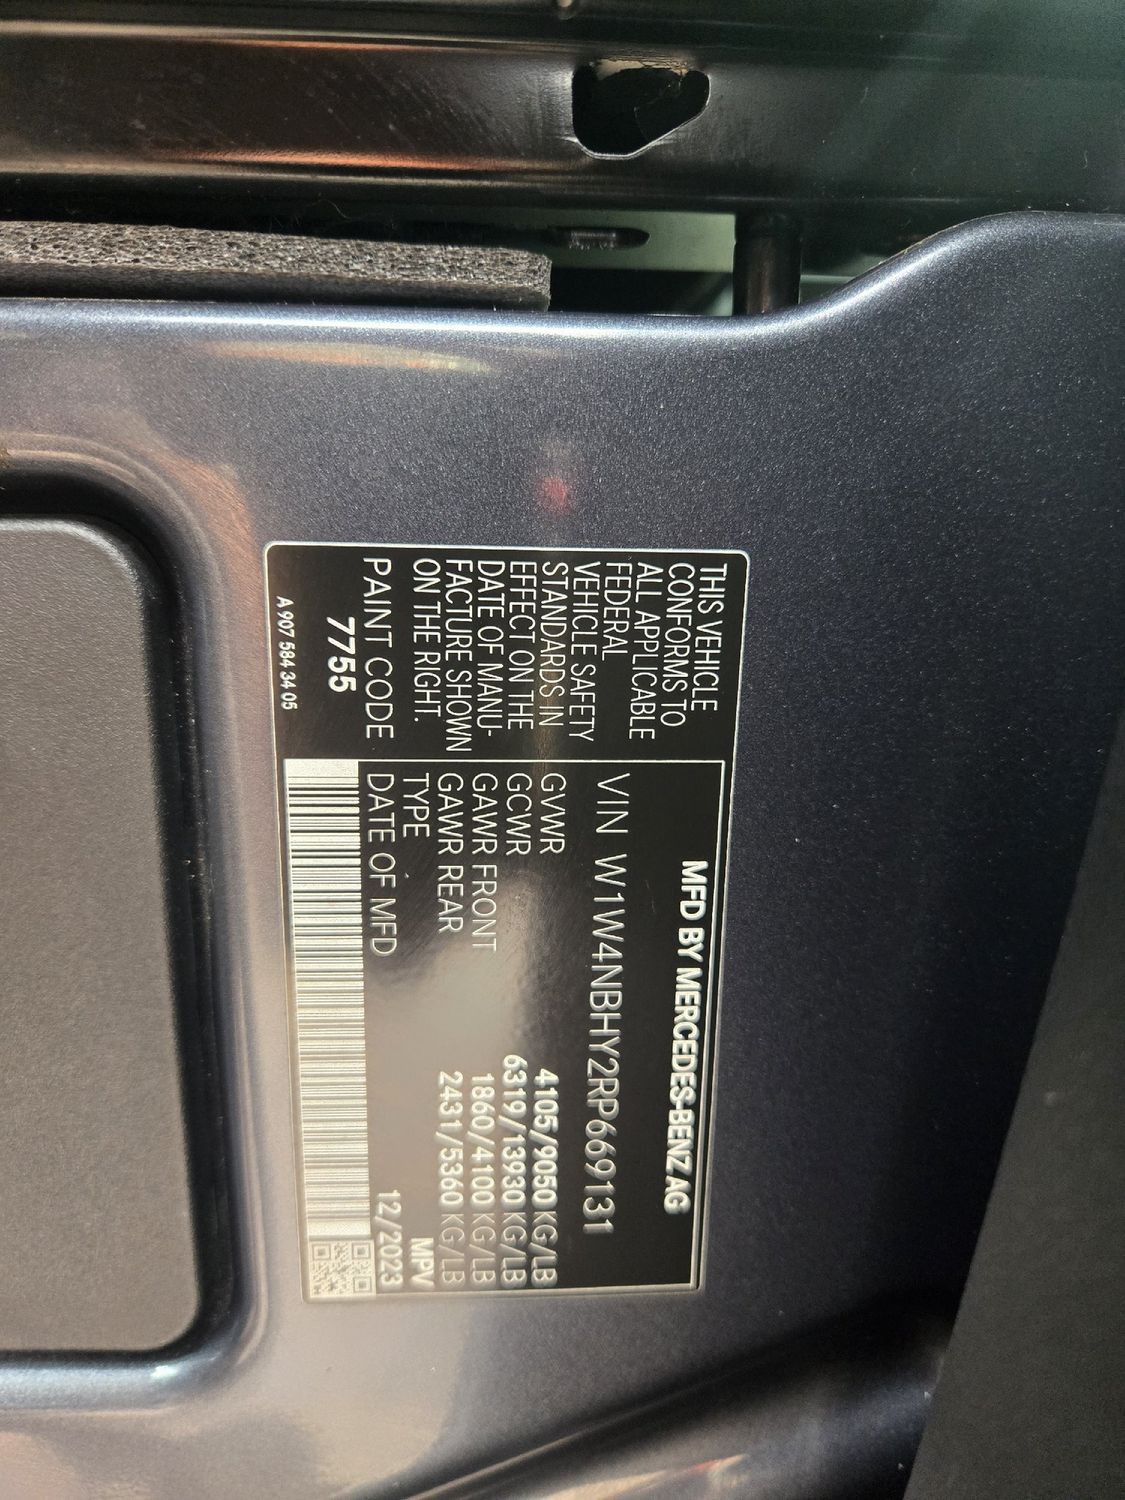 THIS VEHICLE
CONFORMS TO
ALL APPLICABLE
FEDERAL
VEHICLE SAFETY
STANDARDS IN
EFFECT ON THE
DATE OF MANU-
FACTURE SHOWN
ON THE RIGHT.
PAINT CODE
7755
A 907 584 34 05
MFD BY MERCEDES-BENZ AG
VIN W1W4NBHY2RP669131
GVWR 4105/9050 KG/LB
GCWR 6319/13930 KG/LB
GAWR FRONT 1860/4100 KG/LB
GAWR REAR 2431/5360 KG/LB
TYPE MPV
DATE OF MFD 12/2023